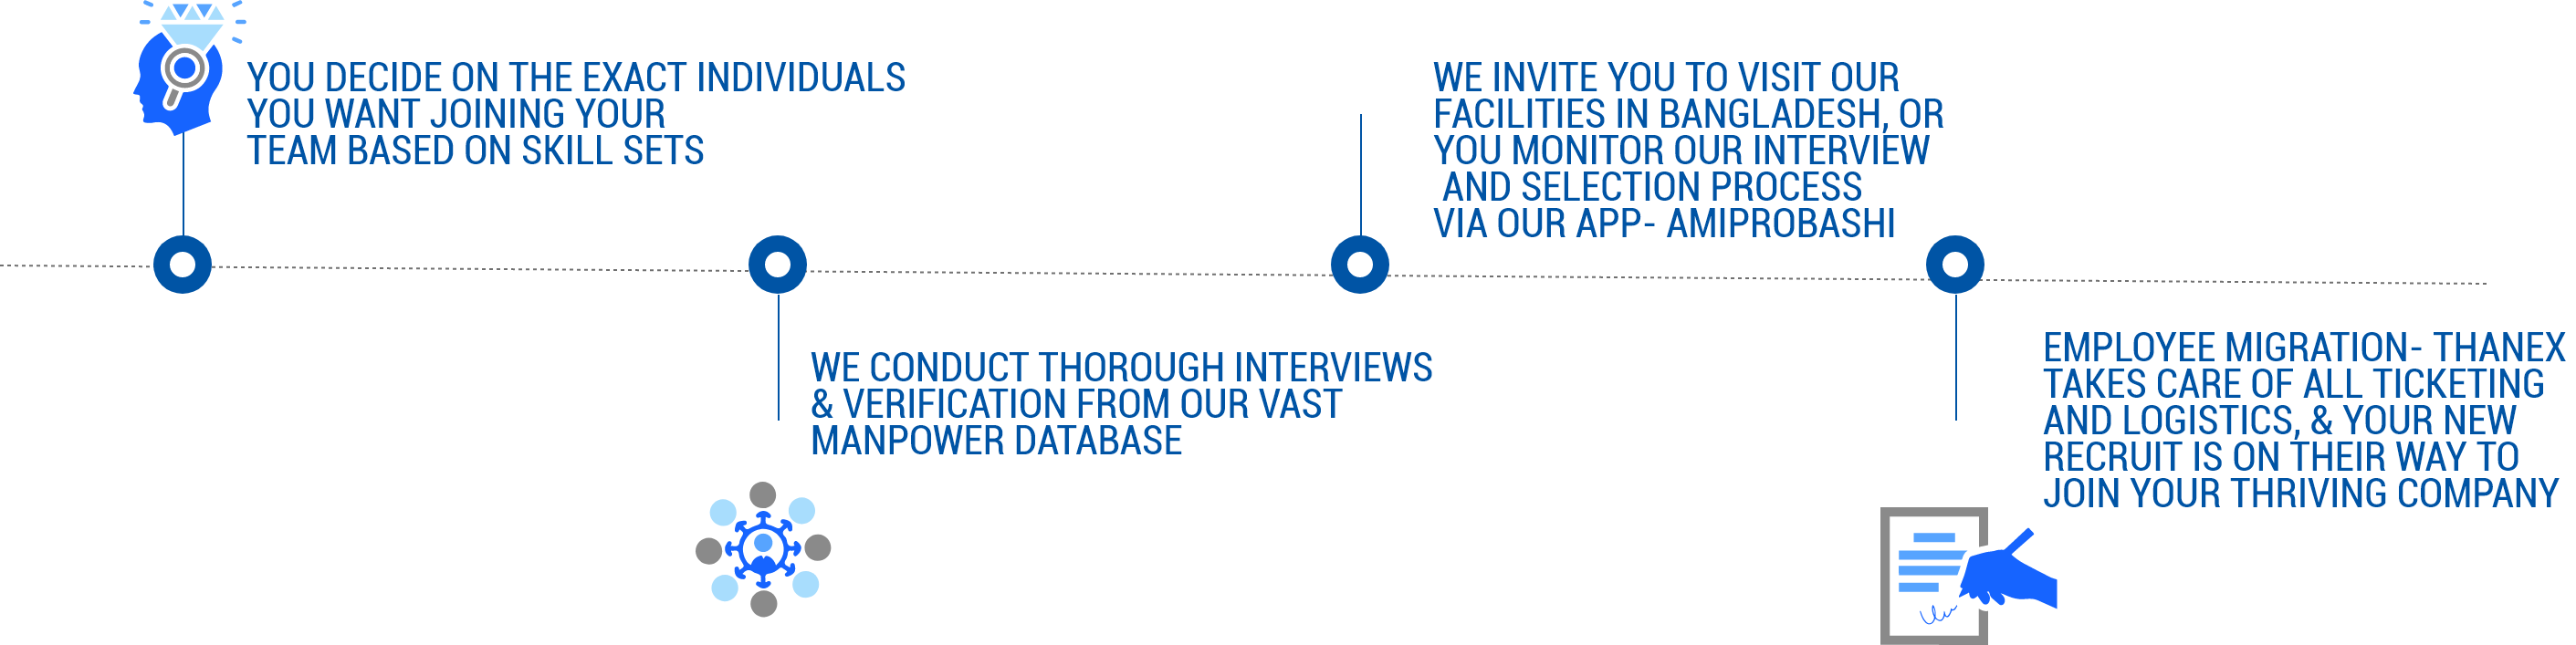 YOU DECIDE ON THE EXACT INDIVIDUALS
YOU WANT JOINING YOUR
TEAM BASED ON SKILL SETS
WE CONDUCT THOROUGH INTERVIEWS
& VERIFICATION FROM OUR VAST
MANPOWER DATABASE
WE INVITE YOU TO VISIT OUR
FACILITIES IN BANGLADESH, OR
YOU MONITOR OUR INTERVIEW
AND SELECTION PROCESS
VIA OUR APP- AMIPROBASHI
EMPLOYEE MIGRATION- THANEX
TAKES CARE OF ALL TICKETING
AND LOGISTICS, & YOUR NEW
RECRUIT IS ON THEIR WAY TO
JOIN YOUR THRIVING COMPANY